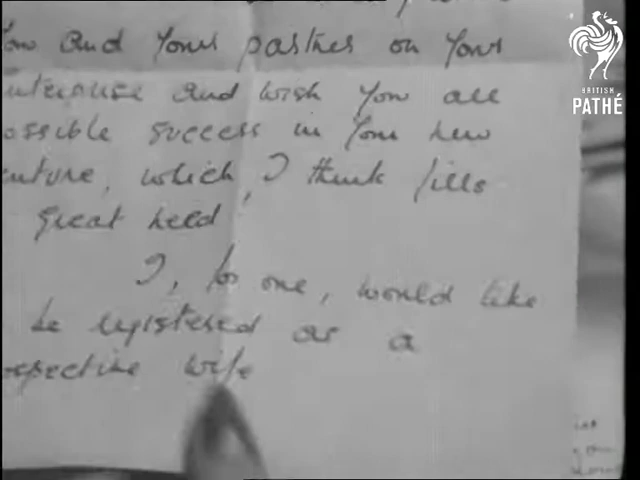 You and Your partner on Your
enterprise and wish You all
possible success in Your new
venture, which, I think fills
great need
I, for one, would like
be registered as a
prospective wife
BRITISH
PATHÉ